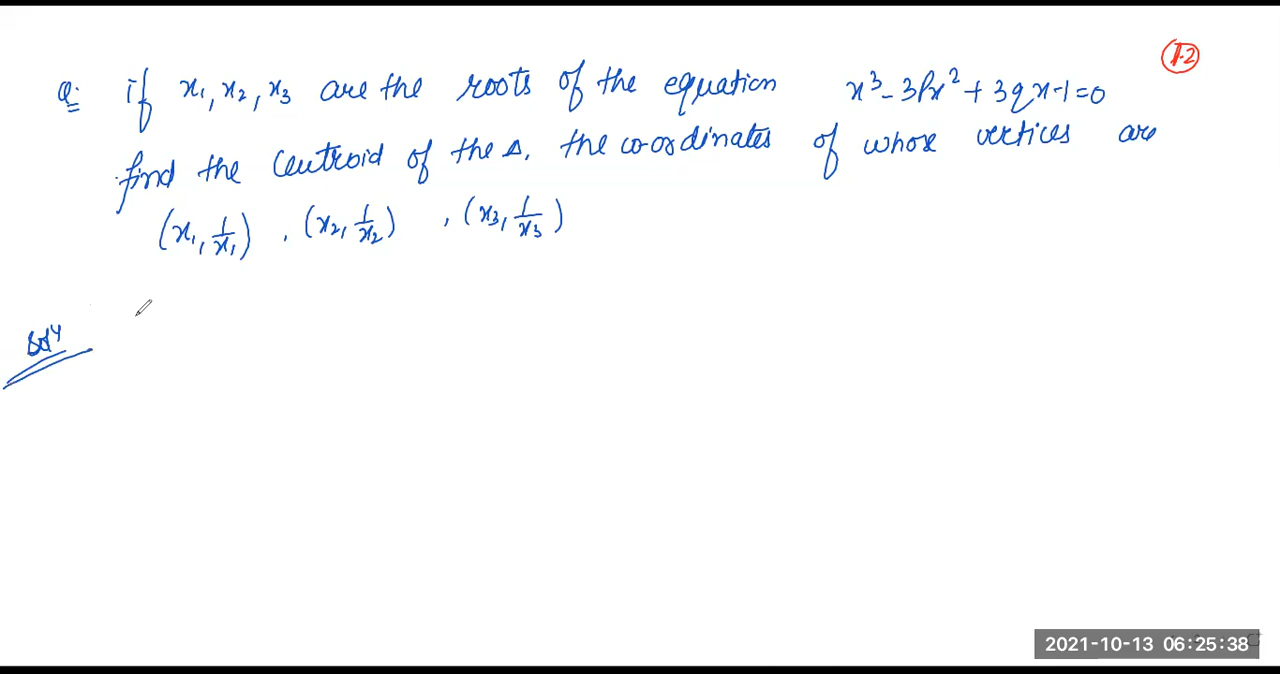 12
Q: if x₁, x₂, x₃ are the roots of the equation x³ - 3px² + 3qx - 1 = 0
find the centroid of the Δ. the co-ordinates of whose vertices are
(x₁, 1/x₁) , (x₂, 1/x₂) , (x₃, 1/x₃)
Solⁿ
2021-10-13 06:25:38